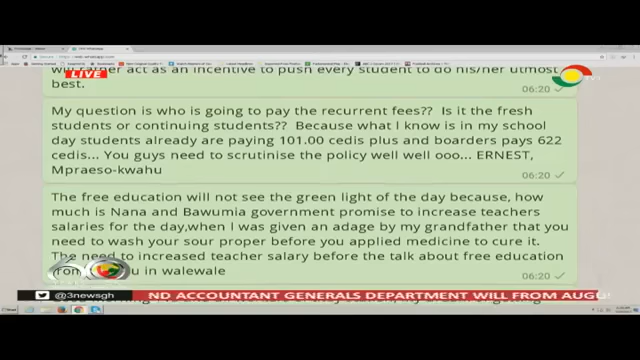 LIVE
will rather act as an incentive to push every student to do his/her utmost
best.
06:20
My question is who is going to pay the recurrent fees?? Is it the fresh
students or continuing students?? Because what I know is in my school
day students already are paying 101.00 cedis plus and boarders pays 622
cedis... You guys need to scrutinise the policy well well ooo... ERNEST,
Mpraeso-kwahu
06:20
The free education will not see the green light of the day because, how
much is Nana and Bawumia government promise to increase teachers
salaries for the day,when I was given an adage by my grandfather that you
need to wash your sour proper before you applied medicine to cure it.
The need to increased teacher salary before the talk about free education
u in walewale
06:20
@3newsgh
ND ACCOUNTANT GENERALS DEPARTMENT WILL FROM AUGUS